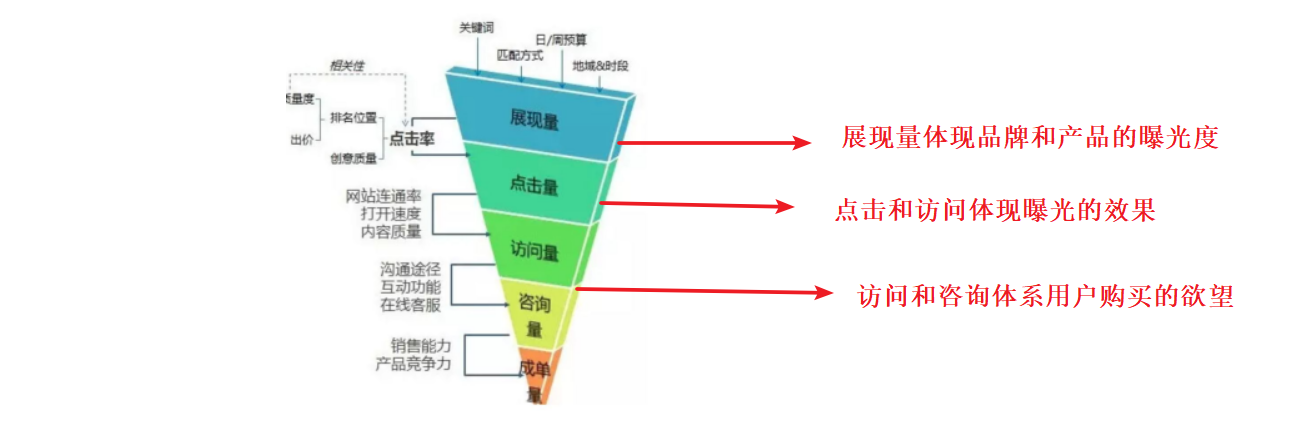 关键词
日/周预算
匹配方式
地域&时段
相关性
质量度
排名位置
出价
点击率
创意质量
展现量
展现量体现品牌和产品的曝光度
点击量
网站连通率
打开速度
内容质量
点击和访问体现曝光的效果
访问量
沟通途径
互动功能
在线客服
咨询
量
访问和咨询体系用户购买的欲望
销售能力
产品竞争力
成单
量